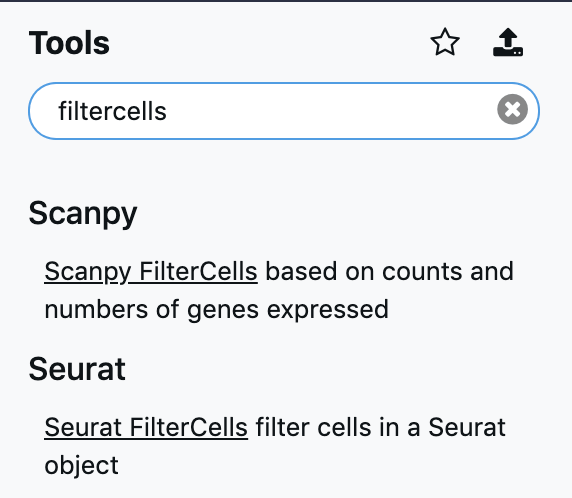 Tools
filtercells
Scanpy
Scanpy FilterCells based on counts and
numbers of genes expressed
Seurat
Seurat FilterCells filter cells in a Seurat
object